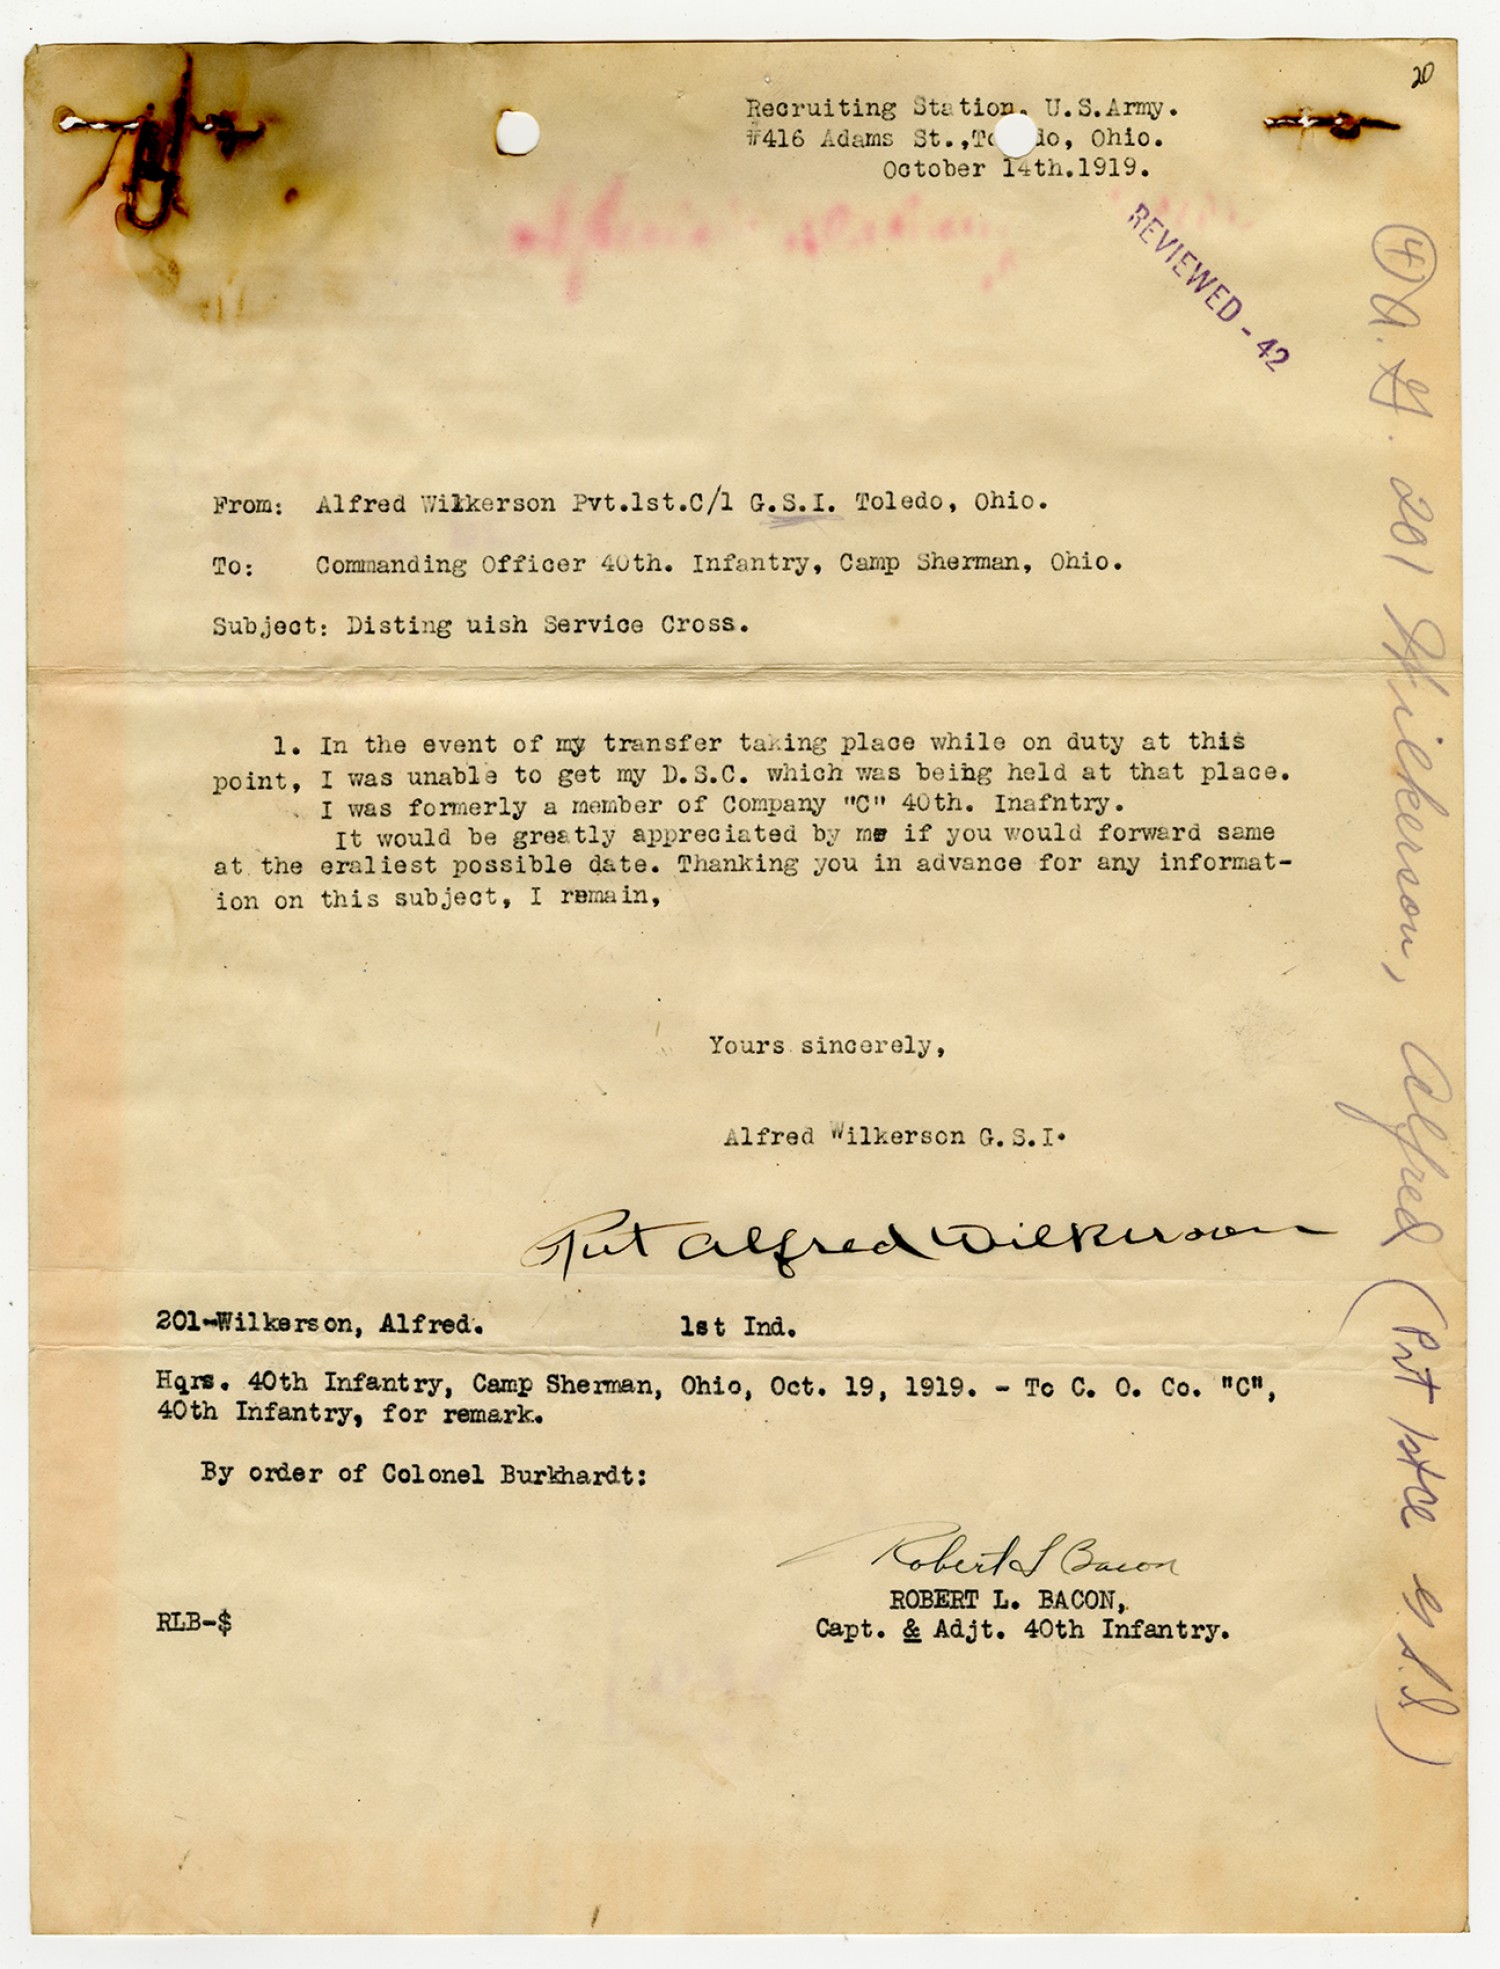 20
Recruiting Station, U.S.Army.
#416 Adams St., Ohio.
October 14th.1919.
REVIEWED - 42
From: Alfred Wilkerson Pvt.1st.C/l G.S.I. Toledo, Ohio.
To: Commanding Officer 40th. Infantry, Camp Sherman, Ohio.
Subject: Disting uish Service Cross.
1. In the event of my transfer taking place while on duty at this
point, I was unable to get my D.S.C. which was being held at that place.
I was formerly a member of Company "C" 40th. Inafntry.
It would be greatly appreciated by me if you would forward same
at the eraliest possible date. Thanking you in advance for any informat-
ion on this subject, I remain,
Yours sincerely,
Alfred Wilkerson G.S.I.
Pvt Alfred Wilkerson
201-Wilkerson, Alfred. 1st Ind.
Hqrs. 40th Infantry, Camp Sherman, Ohio, Oct. 19, 1919. - To C. O. Co. "C",
40th Infantry, for remark.
By order of Colonel Burkhardt:
Robert L Bacon
ROBERT L. BACON,
RLB-$ Capt. & Adjt. 40th Infantry.
4 A. G. 201 Wilkerson, Alfred (Pvt 1st Cl G S.I)